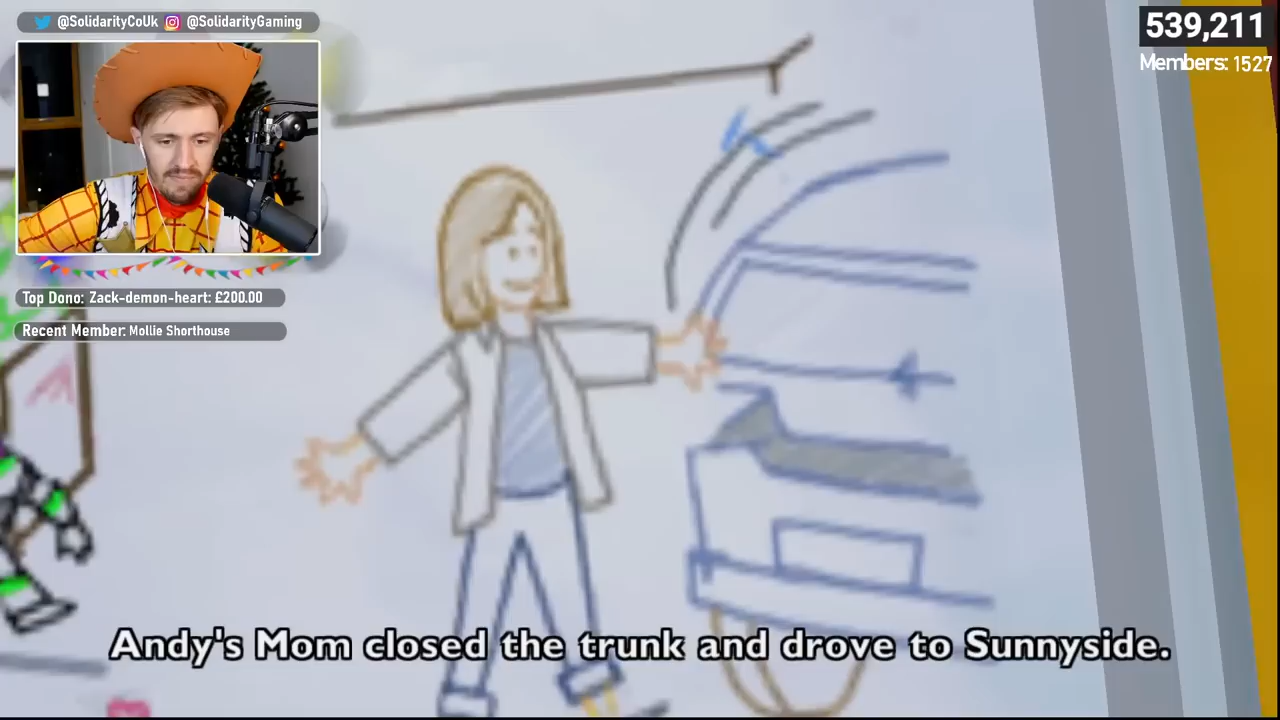 @SolidarityCoUk @SolidarityGaming
539,211
Members: 1527
Top Dono: Zack-demon-heart: £200.00
Recent Member: Mollie Shorthouse
Andy's Mom closed the trunk and drove to Sunnyside.